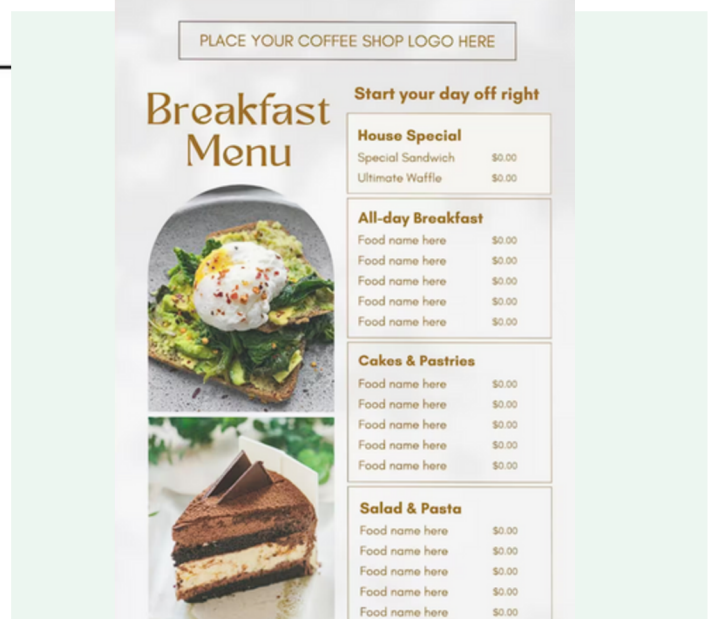 PLACE YOUR COFFEE SHOP LOGO HERE
Breakfast
Menu
Start your day off right
House Special
Special Sandwich $0.00
Ultimate Waffle $0.00
All-day Breakfast
Food name here $0.00
Food name here $0.00
Food name here $0.00
Food name here $0.00
Food name here $0.00
Cakes & Pastries
Food name here $0.00
Food name here $0.00
Food name here $0.00
Food name here $0.00
Food name here $0.00
Salad & Pasta
Food name here $0.00
Food name here $0.00
Food name here $0.00
Food name here $0.00
Food name here $0.00